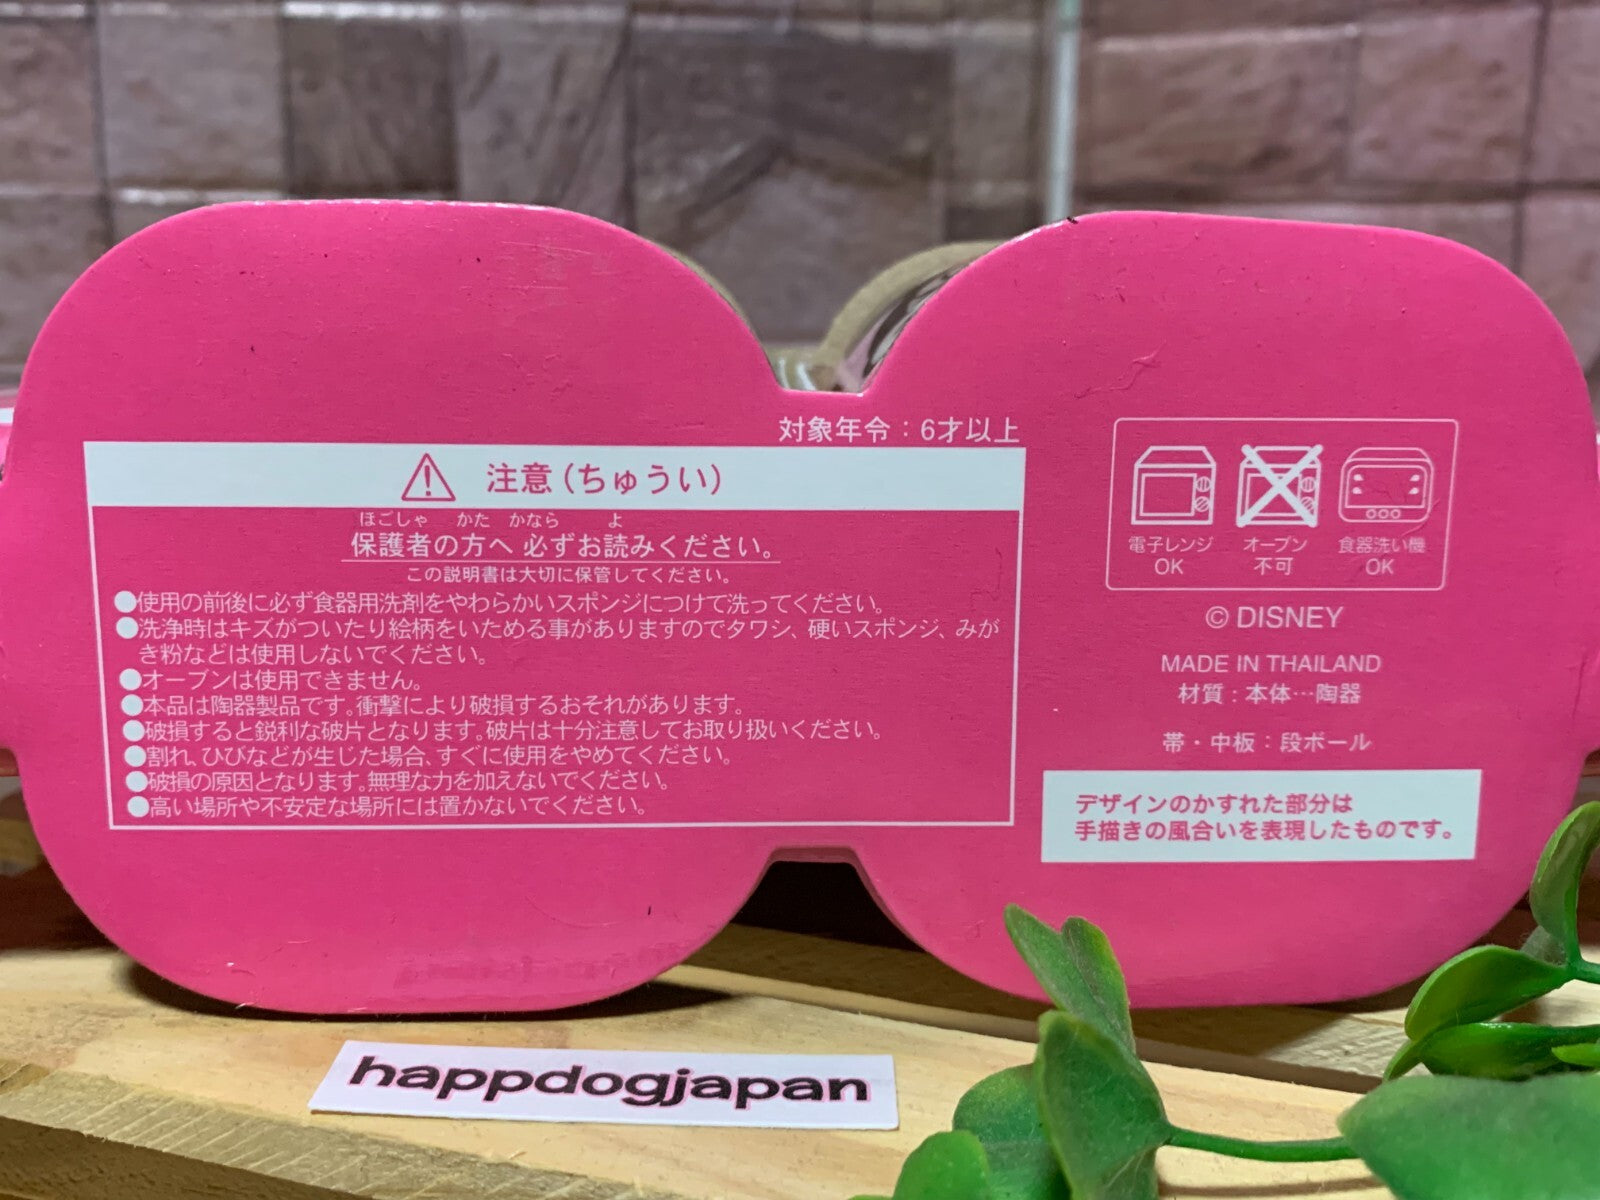 対象年令：6才以上
注意（ちゅうい）
ほごしゃ かた かなら よ
保護者の方へ 必ずお読みください。
この説明書は大切に保管してください。
●使用の前後に必ず食器用洗剤をやわらかいスポンジにつけて洗ってください。
●洗浄時はキズがついたり絵柄をいためる事がありますのでタワシ、硬いスポンジ、みが
き粉などは使用しないでください。
●オーブンは使用できません。
●本品は陶器製品です。衝撃により破損するおそれがあります。
●破損すると鋭利な破片となります。破片は十分注意してお取り扱いください。
●割れ、ひびなどが生じた場合、すぐに使用をやめてください。
●破損の原因となります。無理な力を加えないでください。
●高い場所や不安定な場所には置かないでください。
電子レンジ オーブン 食器洗い機
OK 不可 OK
© DISNEY
MADE IN THAILAND
材質：本体…陶器
帯・中板：段ボール
デザインのかすれた部分は
手描きの風合いを表現したものです。
happdogjapan